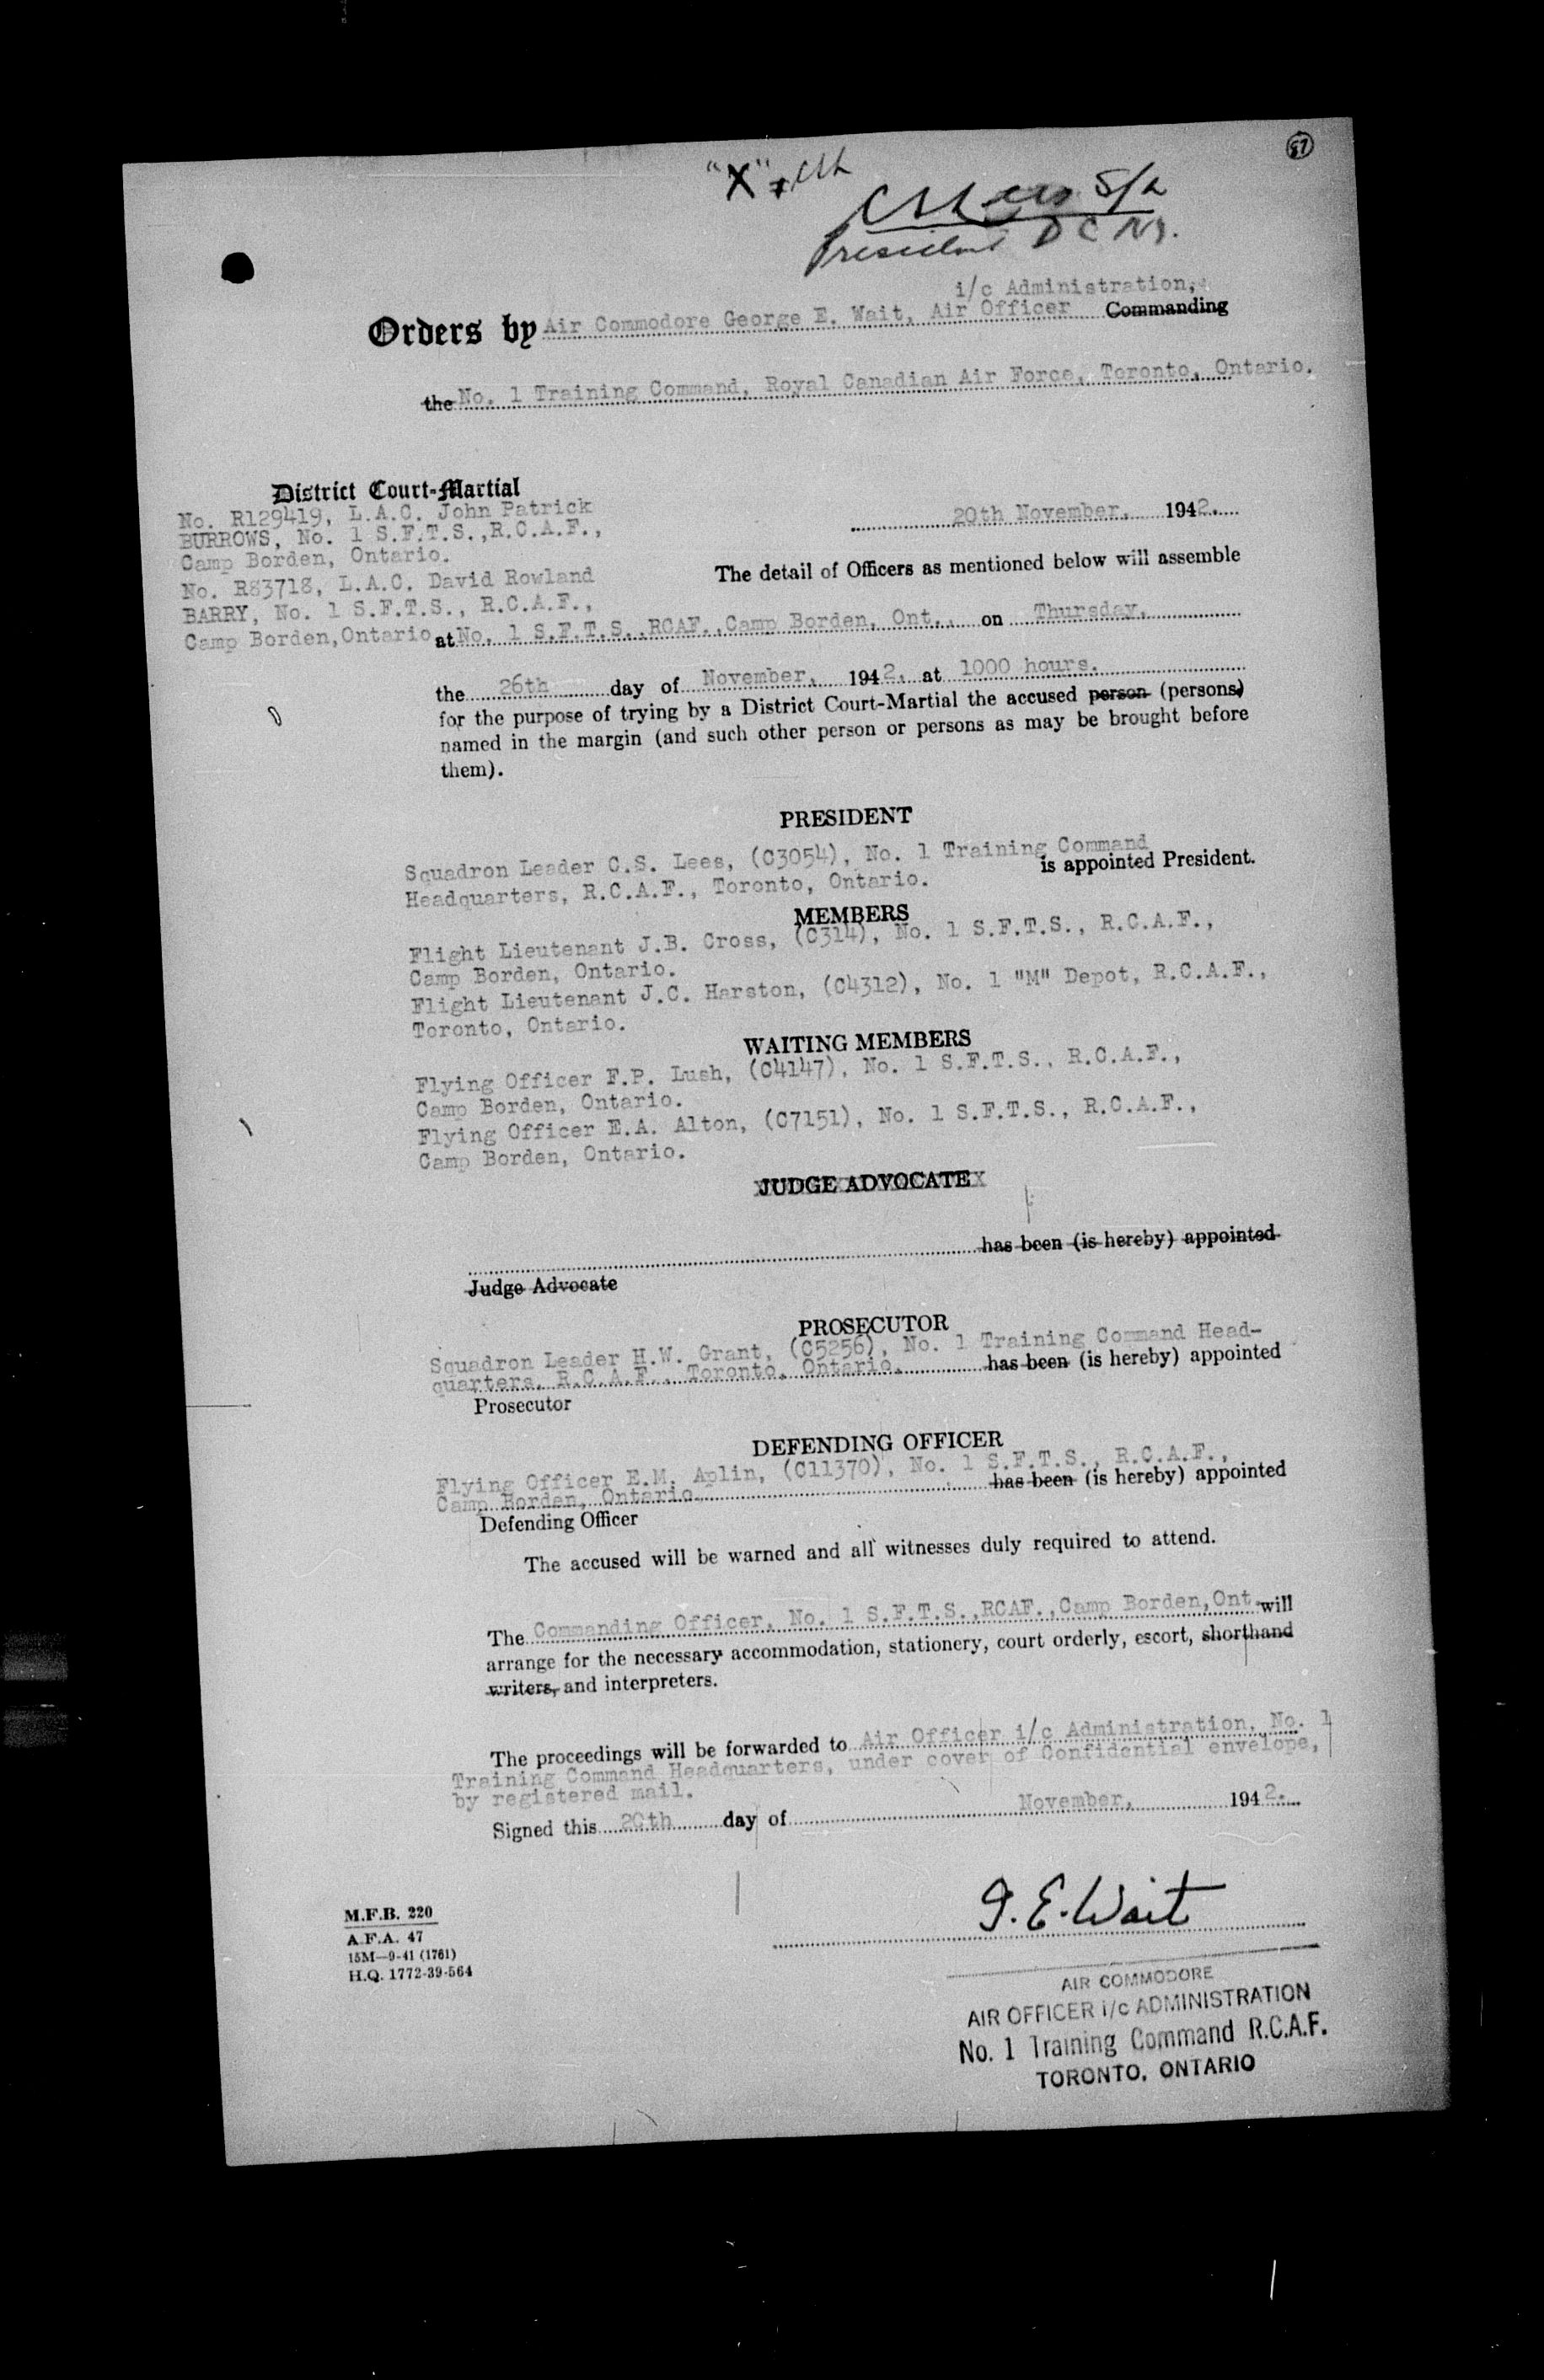 87
"X"
S/L
President D C M.
i/c Administration,
Orders by Air Commodore George E. Wait, Air Officer Commanding
the No. 1 Training Command, Royal Canadian Air Force, Toronto, Ontario.
District Court-Martial
No. R129419, L.A.C. John Patrick
BURROWS, No. 1 S.F.T.S.,R.C.A.F.,
Camp Borden, Ontario.
No. R83718, L.A.C. David Rowland
BARRY, No. 1 S.F.T.S., R.C.A.F.,
Camp Borden,Ontario
20th November, 1942.
The detail of Officers as mentioned below will assemble
at No. 1 S.F.T.S.,RCAF.,Camp Borden, Ont., on Thursday,
the 26th day of November, 1942, at 1000 hours.
for the purpose of trying by a District Court-Martial the accused person (persons)
named in the margin (and such other person or persons as may be brought before
them).
PRESIDENT
Squadron Leader C.S. Lees, (C3054), No. 1 Training Command
Headquarters, R.C.A.F., Toronto, Ontario. is appointed President.
MEMBERS
Flight Lieutenant J.B. Cross, (C314), No. 1 S.F.T.S., R.C.A.F.,
Camp Borden, Ontario.
Flight Lieutenant J.C. Harston, (C4312), No. 1 "M" Depot, R.C.A.F.,
Toronto, Ontario.
WAITING MEMBERS
Flying Officer F.P. Lush, (C4147), No. 1 S.F.T.S., R.C.A.F.,
Camp Borden, Ontario.
Flying Officer E.A. Alton, (C7151), No. 1 S.F.T.S., R.C.A.F.,
Camp Borden, Ontario.
JUDGE ADVOCATE
has been (is hereby) appointed
Judge Advocate
PROSECUTOR
Squadron Leader H.W. Grant, (C5256), No. 1 Training Command Head-
quarters, R.C.A.F., Toronto, Ontario. has been (is hereby) appointed
Prosecutor
DEFENDING OFFICER
Flying Officer E.M. Aplin, (C11370), No. 1 S.F.T.S., R.C.A.F.,
Camp Borden, Ontario. has been (is hereby) appointed
Defending Officer
The accused will be warned and all witnesses duly required to attend.
The Commanding Officer, No. 1 S.F.T.S.,RCAF.,Camp Borden,Ont. will
arrange for the necessary accommodation, stationery, court orderly, escort, shorthand
writers, and interpreters.
The proceedings will be forwarded to Air Officer i/c Administration, No. 1
Training Command Headquarters, under cover of Confidential envelope,
by registered mail.
Signed this 20th day of November, 1942.
G.E.Wait
M.F.B. 220
A.F.A. 47
15M—9-41 (1761)
H.Q. 1772-39-564
AIR COMMODORE
AIR OFFICER i/c ADMINISTRATION
No. 1 Training Command R.C.A.F.
TORONTO, ONTARIO